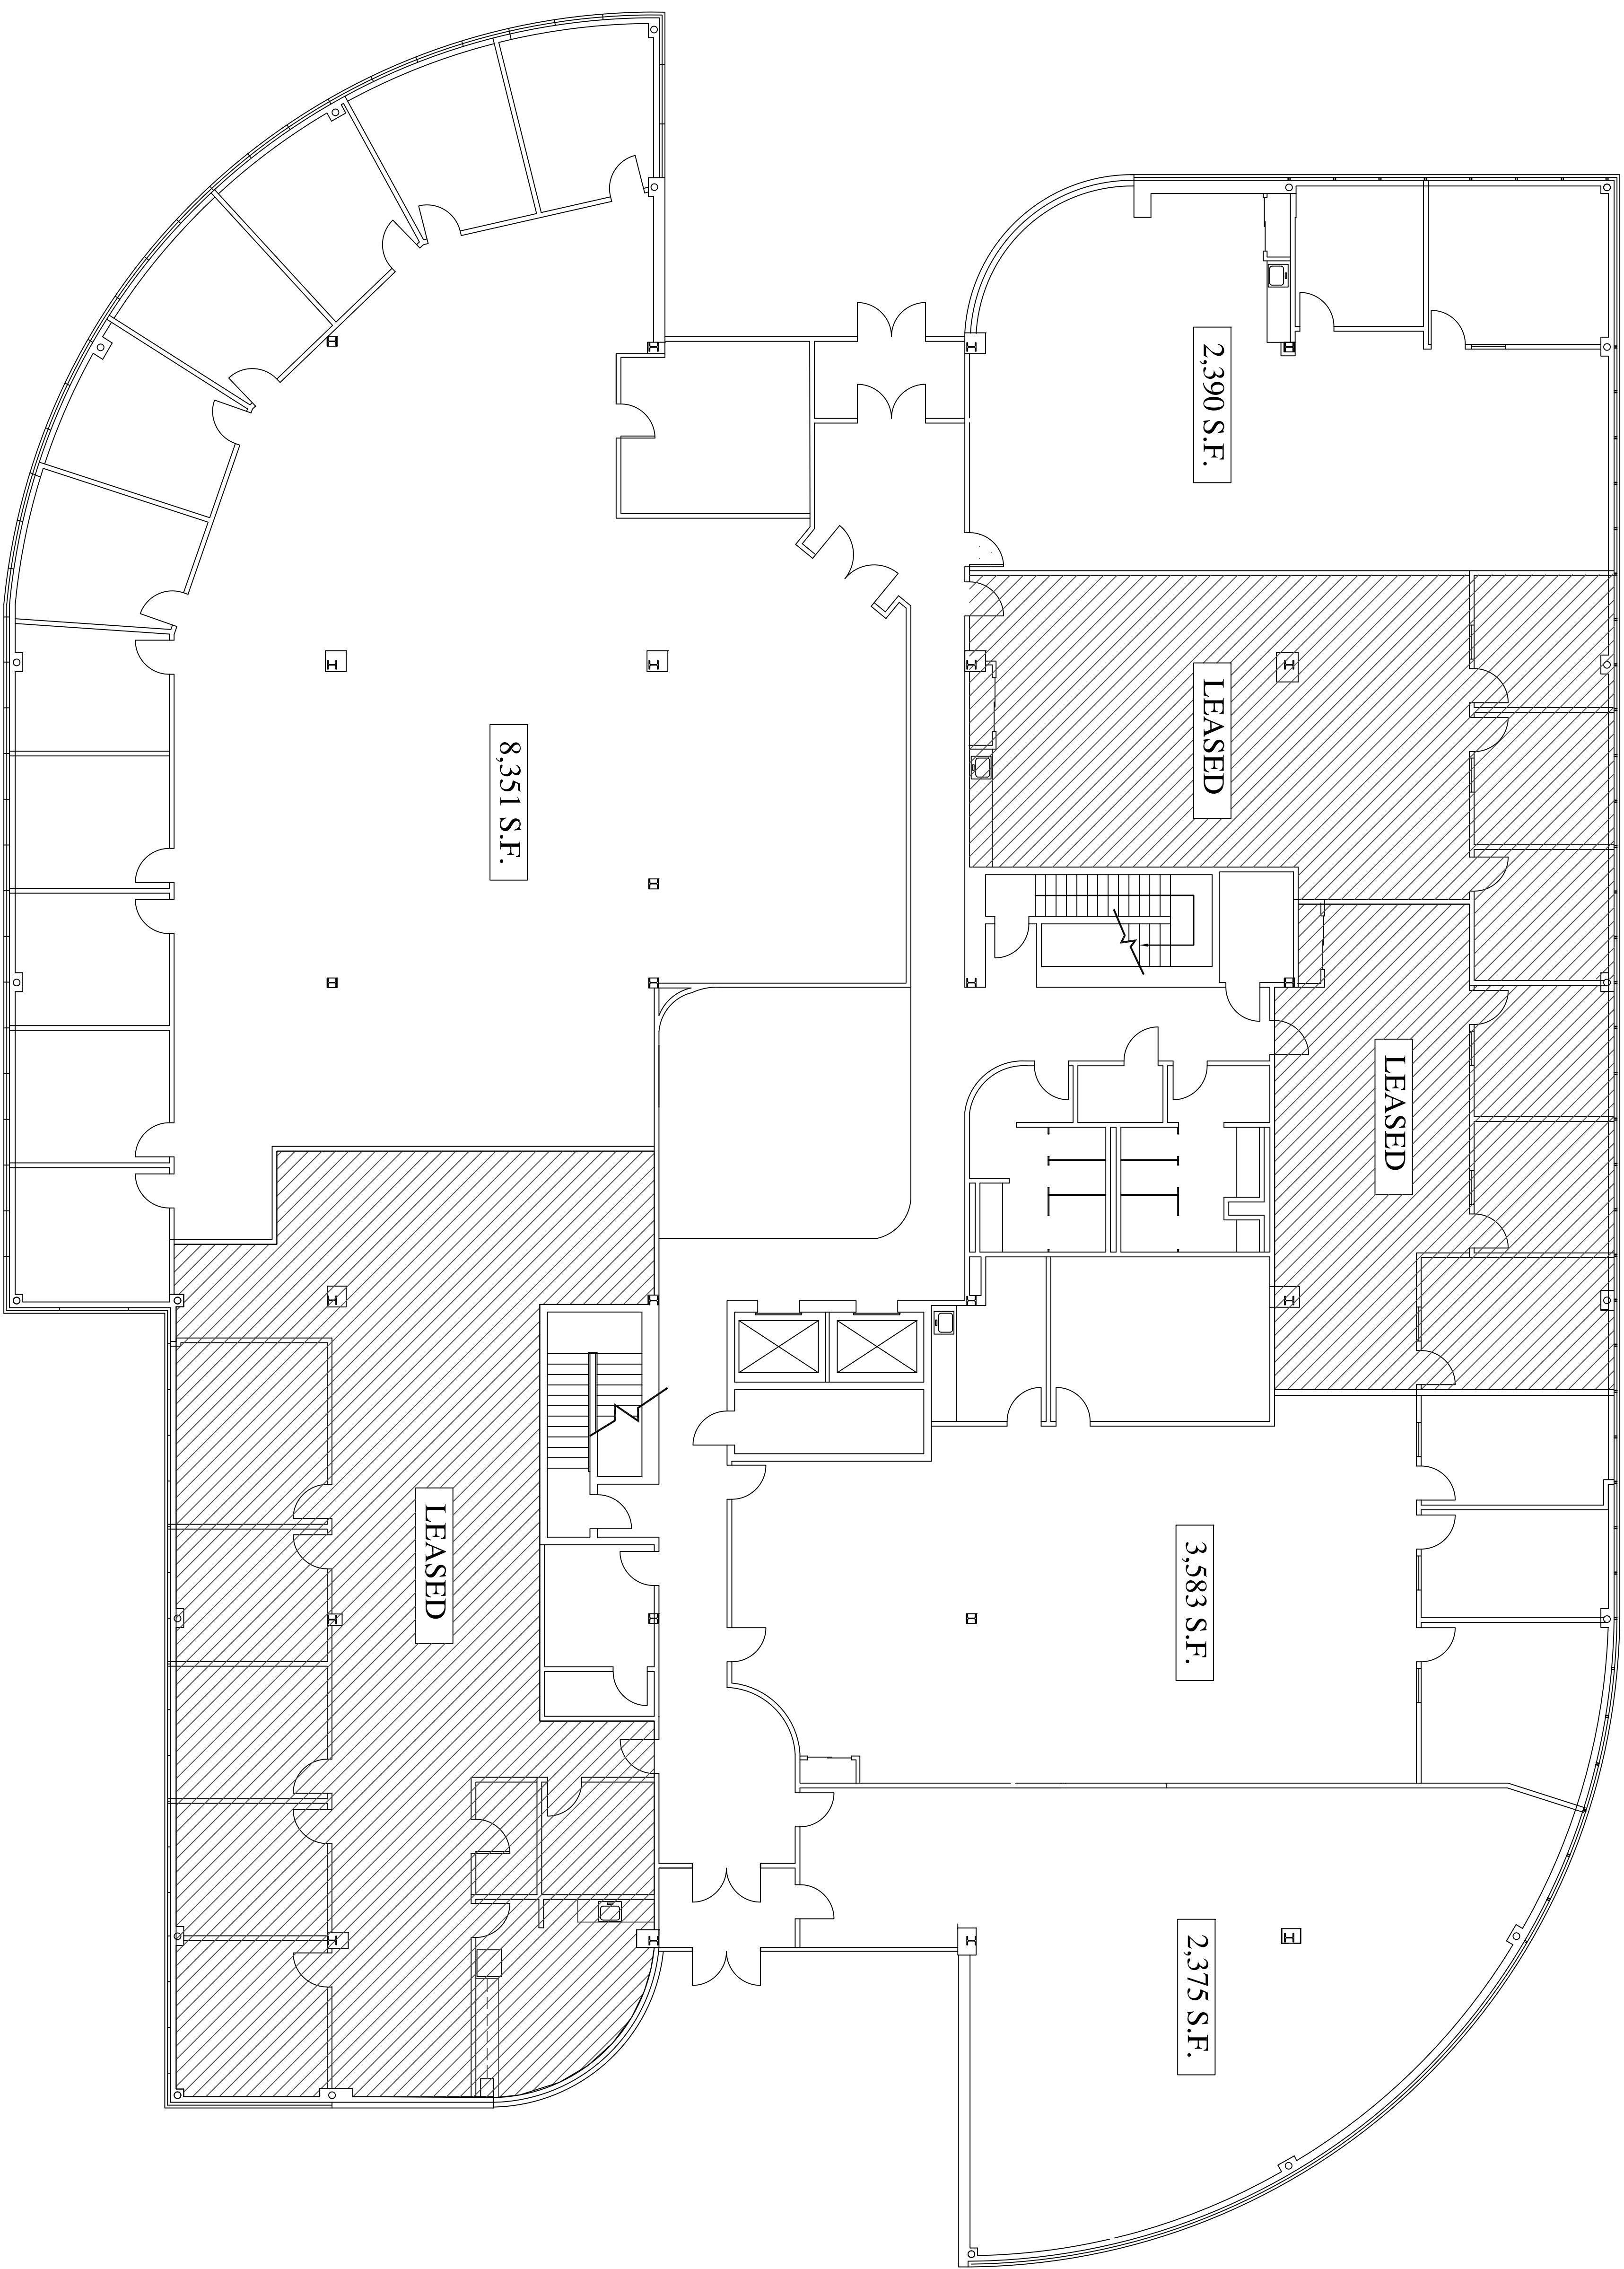 2,390 S.F.
LEASED
8,351 S.F.
LEASED
LEASED
3,583 S.F.
2,375 S.F.